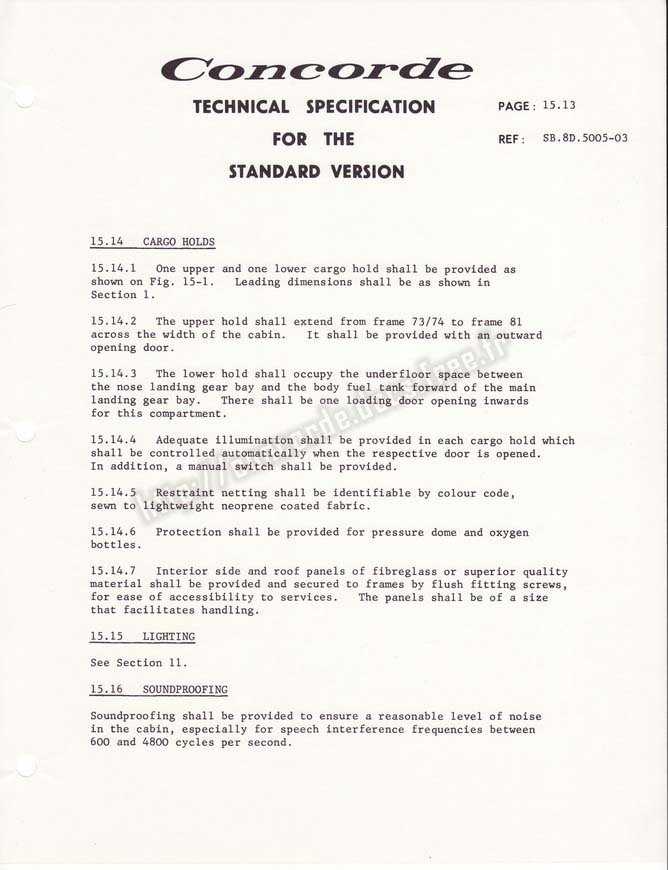 Concorde
TECHNICAL SPECIFICATION
FOR THE
STANDARD VERSION
PAGE: 15.13
REF: SB.8D.5005-03
15.14 CARGO HOLDS
15.14.1 One upper and one lower cargo hold shall be provided as
shown on Fig. 15-1. Leading dimensions shall be as shown in
Section 1.
15.14.2 The upper hold shall extend from frame 73/74 to frame 81
across the width of the cabin. It shall be provided with an outward
opening door.
15.14.3 The lower hold shall occupy the underfloor space between
the nose landing gear bay and the body fuel tank forward of the main
landing gear bay. There shall be one loading door opening inwards
for this compartment.
15.14.4 Adequate illumination shall be provided in each cargo hold which
shall be controlled automatically when the respective door is opened.
In addition, a manual switch shall be provided.
15.14.5 Restraint netting shall be identifiable by colour code,
sewn to lightweight neoprene coated fabric.
15.14.6 Protection shall be provided for pressure dome and oxygen
bottles.
15.14.7 Interior side and roof panels of fibreglass or superior quality
material shall be provided and secured to frames by flush fitting screws,
for ease of accessibility to services. The panels shall be of a size
that facilitates handling.
15.15 LIGHTING
See Section 11.
15.16 SOUNDPROOFING
Soundproofing shall be provided to ensure a reasonable level of noise
in the cabin, especially for speech interference frequencies between
600 and 4800 cycles per second.